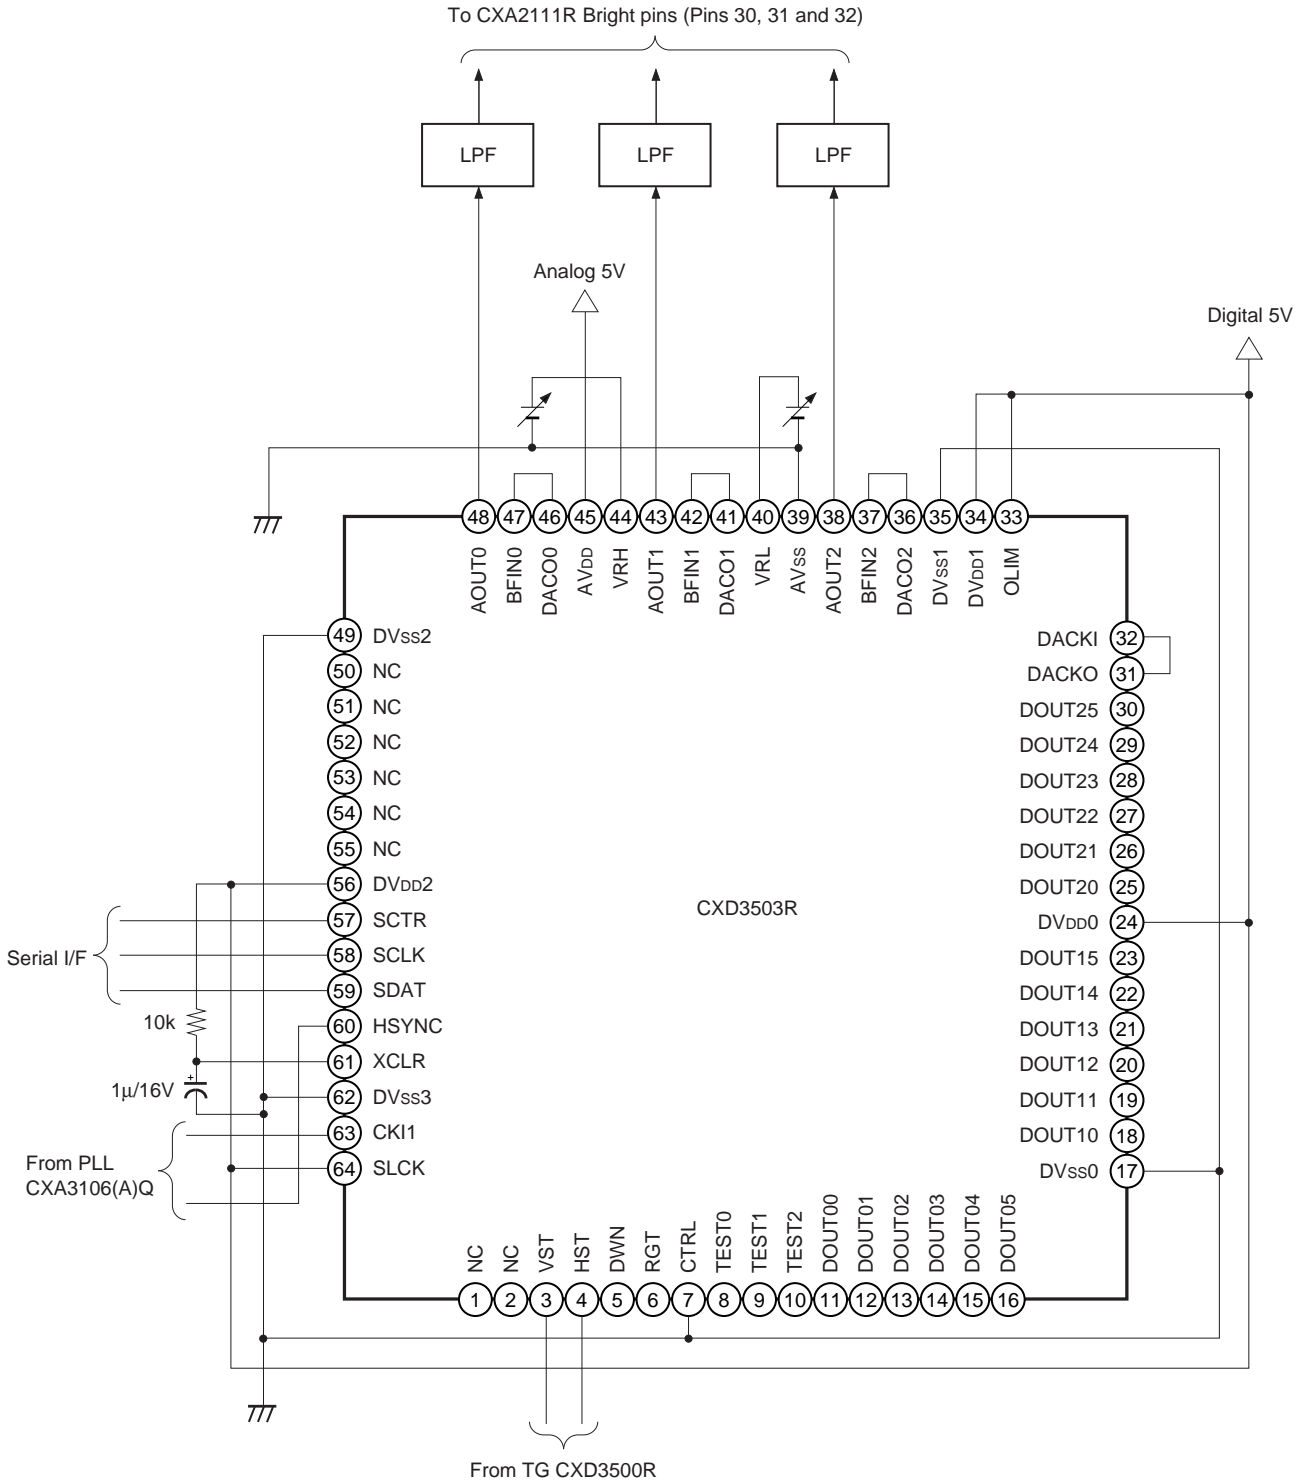 To CXA2111R Bright pins (Pins 30, 31 and 32)
LPF LPF LPF
Analog 5V
Digital 5V
48 47 46 45 44 43 42 41 40 39 38 37 36 35 34 33
AOUT0 BFIN0 DACO0 AVDD VRH AOUT1 BFIN1 DACO1 VRL AVSS AOUT2 BFIN2 DACO2 DVSS1 DVDD1 OLIM
49 DVSS2
50 NC
51 NC
52 NC
53 NC
54 NC
55 NC
56 DVDD2
57 SCTR
58 SCLK
59 SDAT
60 HSYNC
61 XCLR
62 DVSS3
63 CKI1
64 SLCK
Serial I/F
10k
+
1μ/16V
From PLL
CXA3106(A)Q
CXD3503R
DACKI 32
DACKO 31
DOUT25 30
DOUT24 29
DOUT23 28
DOUT22 27
DOUT21 26
DOUT20 25
DVDD0 24
DOUT15 23
DOUT14 22
DOUT13 21
DOUT12 20
DOUT11 19
DOUT10 18
DVSS0 17
NC NC VST HST DWN RGT CTRL TEST0 TEST1 TEST2 DOUT00 DOUT01 DOUT02 DOUT03 DOUT04 DOUT05
1 2 3 4 5 6 7 8 9 10 11 12 13 14 15 16
From TG CXD3500R